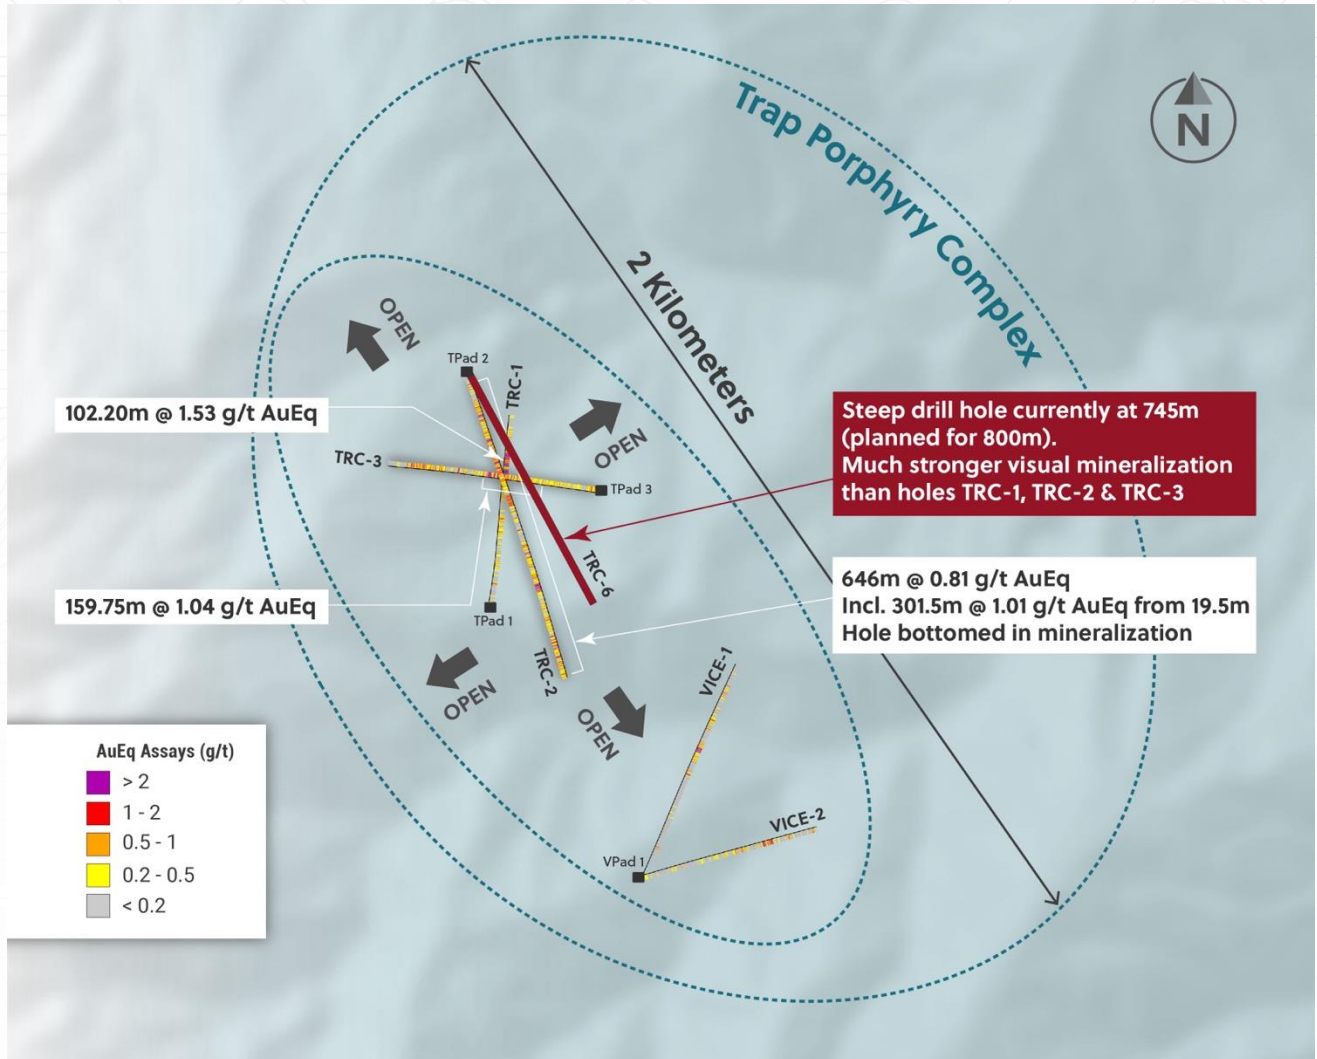 Trap Porphyry Complex
N
2 Kilometers
OPEN
TPad 2
TRC-1
OPEN
102.20m @ 1.53 g/t AuEq
TRC-3
TPad 3
Steep drill hole currently at 745m
(planned for 800m).
Much stronger visual mineralization
than holes TRC-1, TRC-2 & TRC-3
159.75m @ 1.04 g/t AuEq
TPad 1
TRC-6
646m @ 0.81 g/t AuEq
Incl. 301.5m @ 1.01 g/t AuEq from 19.5m
Hole bottomed in mineralization
TRC-2
OPEN
OPEN
VICE-1
VICE-2
VPad 1
AuEq Assays (g/t)
> 2
1 - 2
0.5 - 1
0.2 - 0.5
< 0.2